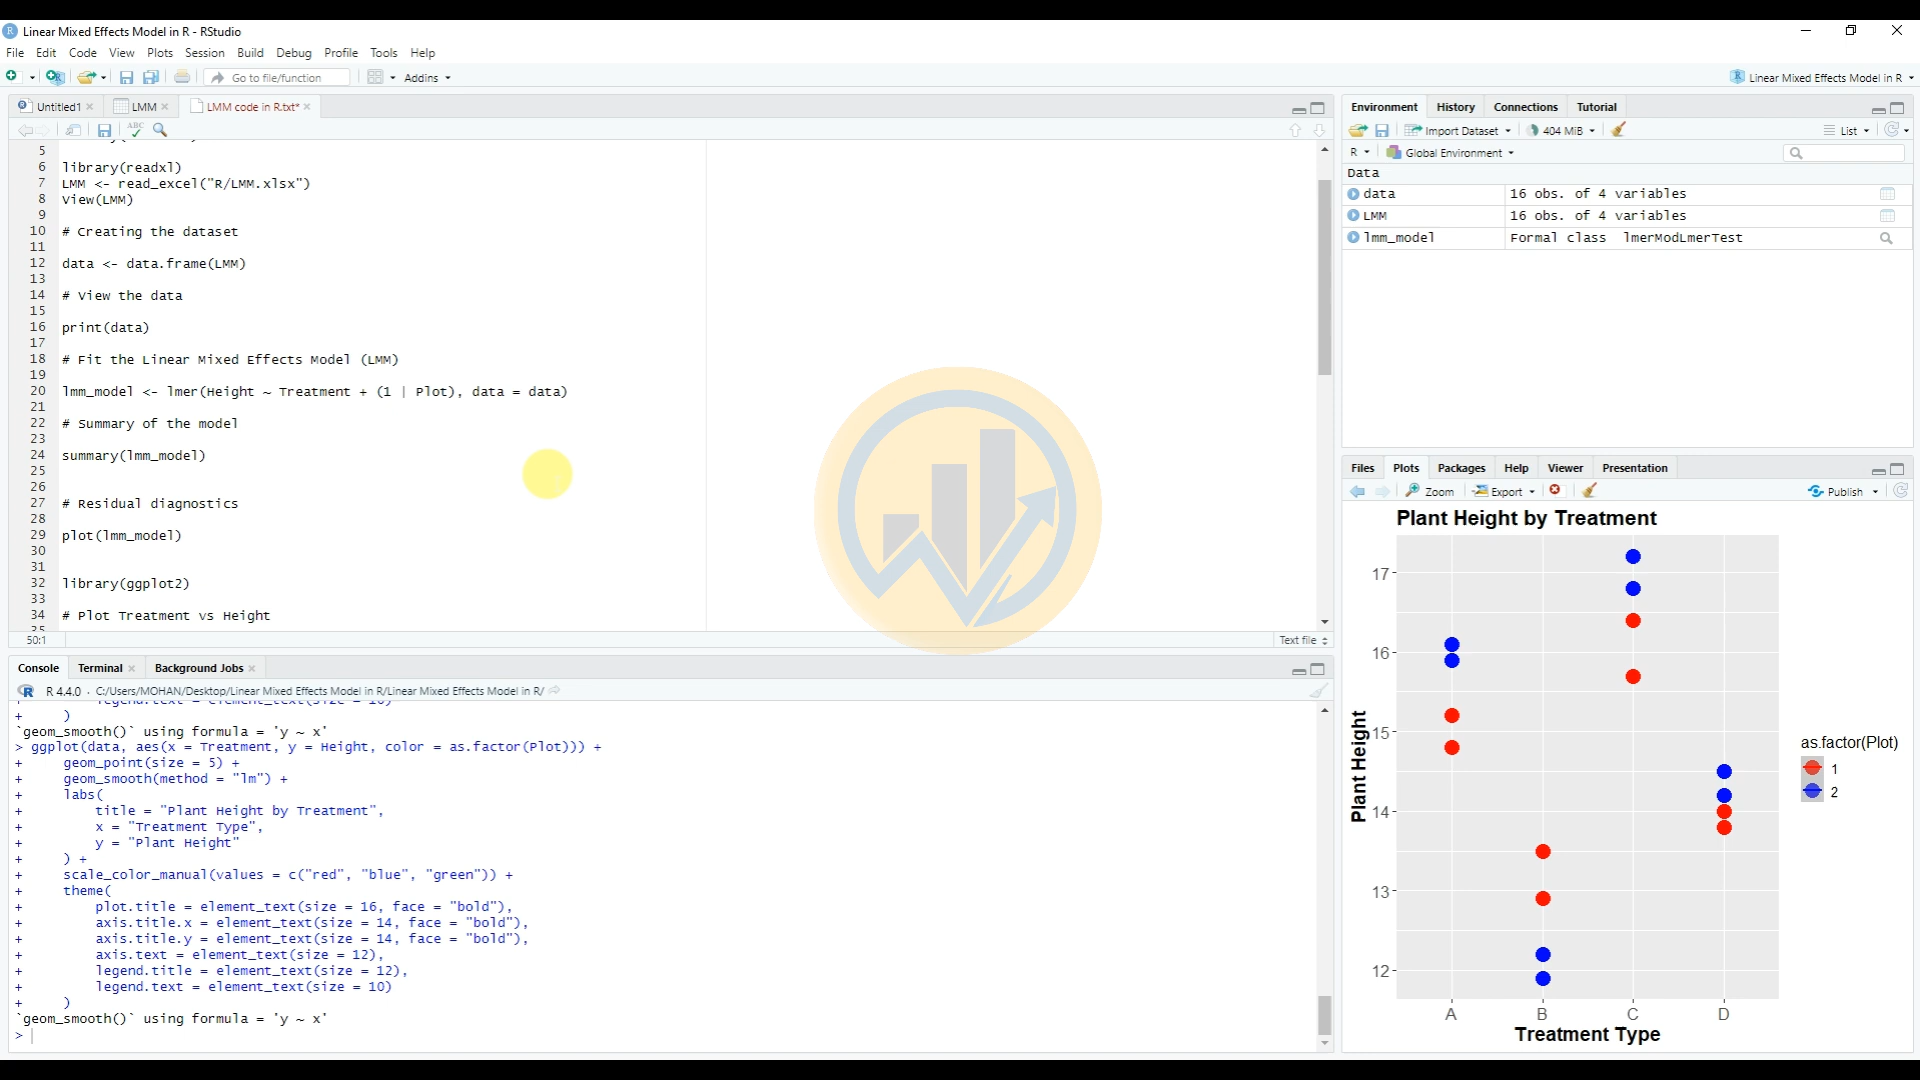 Linear Mixed Effects Model in R - RStudio
File Edit Code View Plots Session Build Debug Profile Tools Help
Go to file/function Addins Linear Mixed Effects Model in R
Untitled1 LMM LMM code in R.txt*
5
6 library(readxl)
7 LMM <- read_excel("R/LMM.xlsx")
8 View(LMM)
9
10 # Creating the dataset
11
12 data <- data.frame(LMM)
13
14 # View the data
15
16 print(data)
17
18 # Fit the Linear Mixed Effects Model (LMM)
19
20 lmm_model <- lmer(Height ~ Treatment + (1 | Plot), data = data)
21
22 # Summary of the model
23
24 summary(lmm_model)
25
26
27 # Residual diagnostics
28
29 plot(lmm_model)
30
31
32 library(ggplot2)
33
34 # Plot Treatment vs Height
35
50:1 Text file
Console Terminal Background Jobs
R 4.4.0 · C:/Users/MOHAN/Desktop/Linear Mixed Effects Model in R/Linear Mixed Effects Model in R/
+ legend.text = element_text(size = 10)
+ )
`geom_smooth()` using formula = 'y ~ x'
> ggplot(data, aes(x = Treatment, y = Height, color = as.factor(Plot))) +
+ geom_point(size = 5) +
+ geom_smooth(method = "lm") +
+ labs(
+ title = "Plant Height by Treatment",
+ x = "Treatment Type",
+ y = "Plant Height"
+ ) +
+ scale_color_manual(values = c("red", "blue", "green")) +
+ theme(
+ plot.title = element_text(size = 16, face = "bold"),
+ axis.title.x = element_text(size = 14, face = "bold"),
+ axis.title.y = element_text(size = 14, face = "bold"),
+ axis.text = element_text(size = 12),
+ legend.title = element_text(size = 12),
+ legend.text = element_text(size = 10)
+ )
`geom_smooth()` using formula = 'y ~ x'
>
Environment History Connections Tutorial
Import Dataset 404 MiB List
R Global Environment
Data
data 16 obs. of 4 variables
LMM 16 obs. of 4 variables
lmm_model Formal class lmerModLmerTest
Files Plots Packages Help Viewer Presentation
Zoom Export Publish
Plant Height by Treatment
17
16
15
14
13
12
Plant Height
A B C D
Treatment Type
as.factor(Plot)
1
2